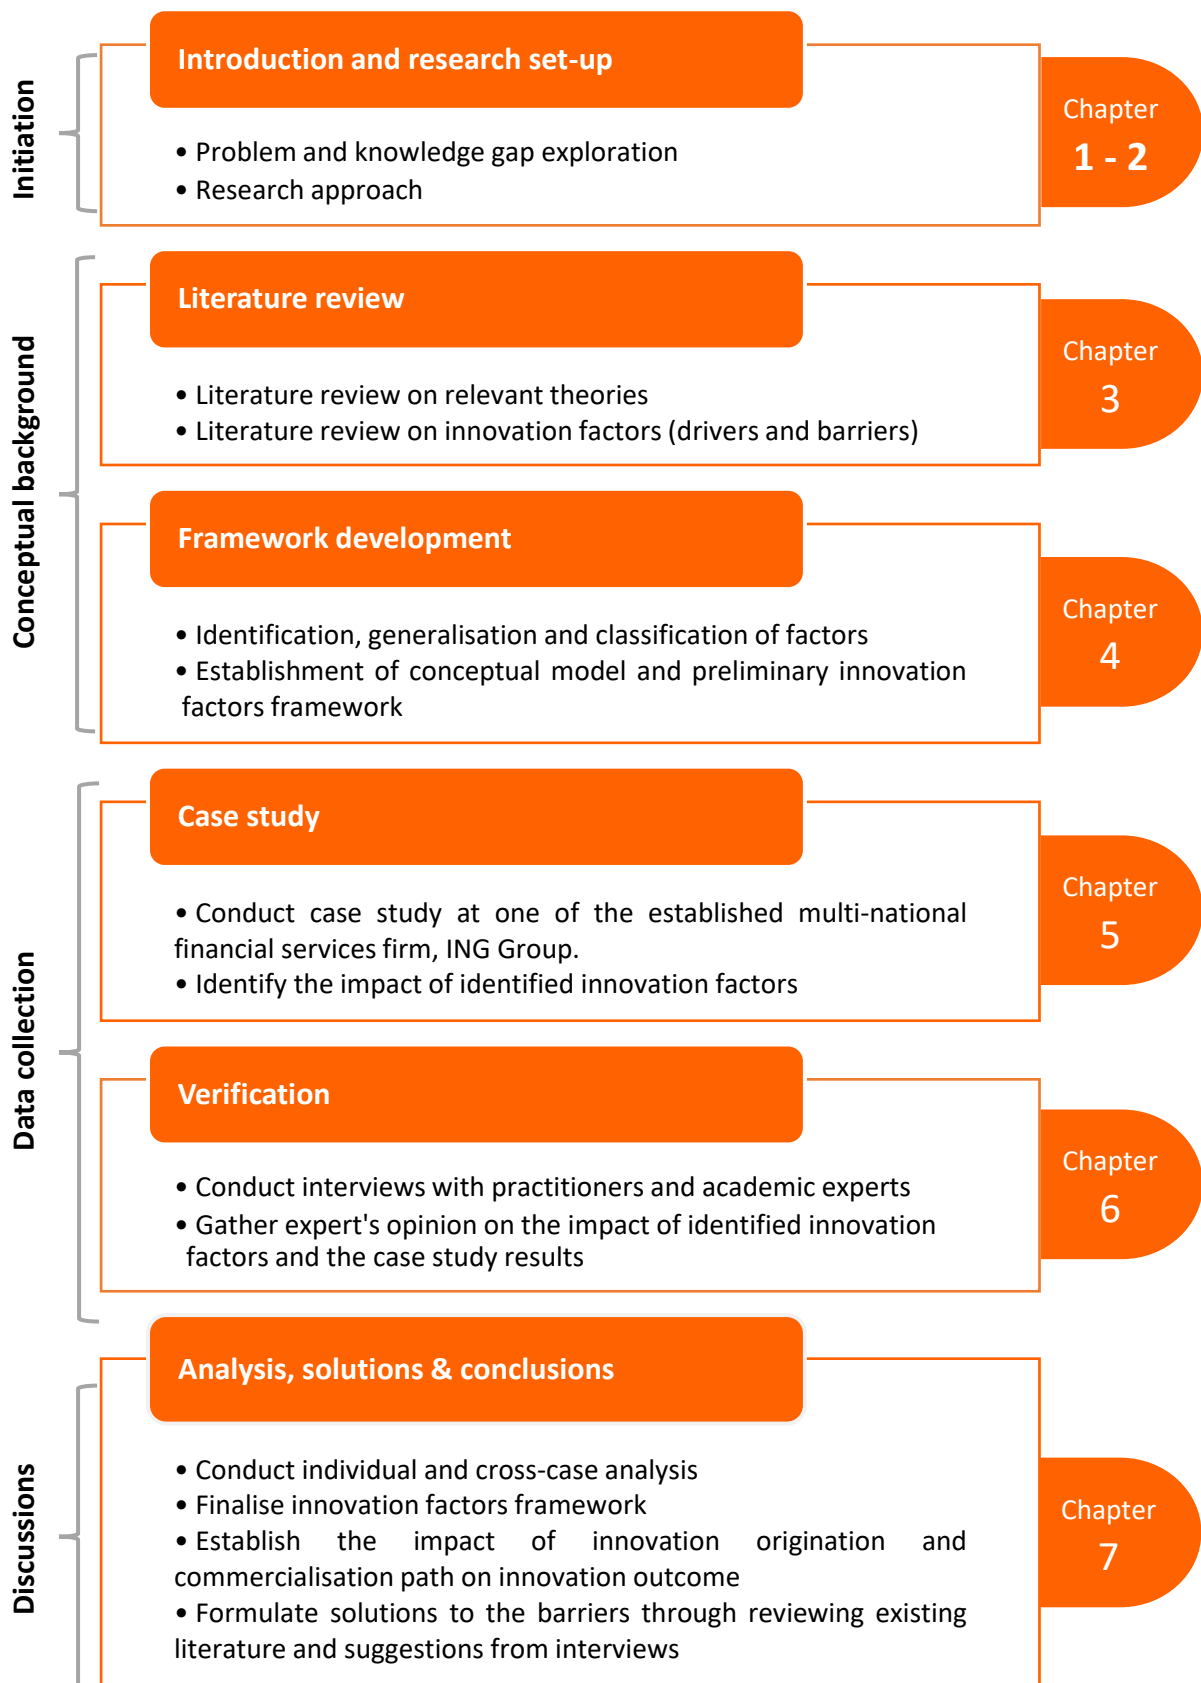 Initiation
Introduction and research set-up
• Problem and knowledge gap exploration
• Research approach
Chapter
1 - 2
Conceptual background
Literature review
• Literature review on relevant theories
• Literature review on innovation factors (drivers and barriers)
Chapter
3
Framework development
• Identification, generalisation and classification of factors
• Establishment of conceptual model and preliminary innovation
factors framework
Chapter
4
Data collection
Case study
• Conduct case study at one of the established multi-national
financial services firm, ING Group.
• Identify the impact of identified innovation factors
Chapter
5
Verification
• Conduct interviews with practitioners and academic experts
• Gather expert's opinion on the impact of identified innovation
factors and the case study results
Chapter
6
Discussions
Analysis, solutions & conclusions
• Conduct individual and cross-case analysis
• Finalise innovation factors framework
• Establish the impact of innovation origination and
commercialisation path on innovation outcome
• Formulate solutions to the barriers through reviewing existing
literature and suggestions from interviews
Chapter
7